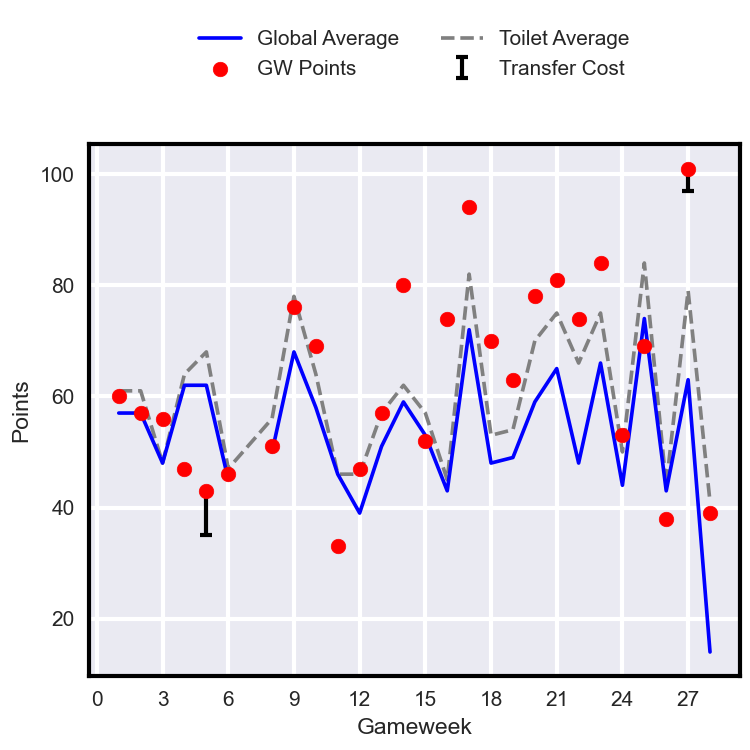 Global Average
GW Points
Toilet Average
Transfer Cost
100
80
60
40
20
Points
0 3 6 9 12 15 18 21 24 27
Gameweek